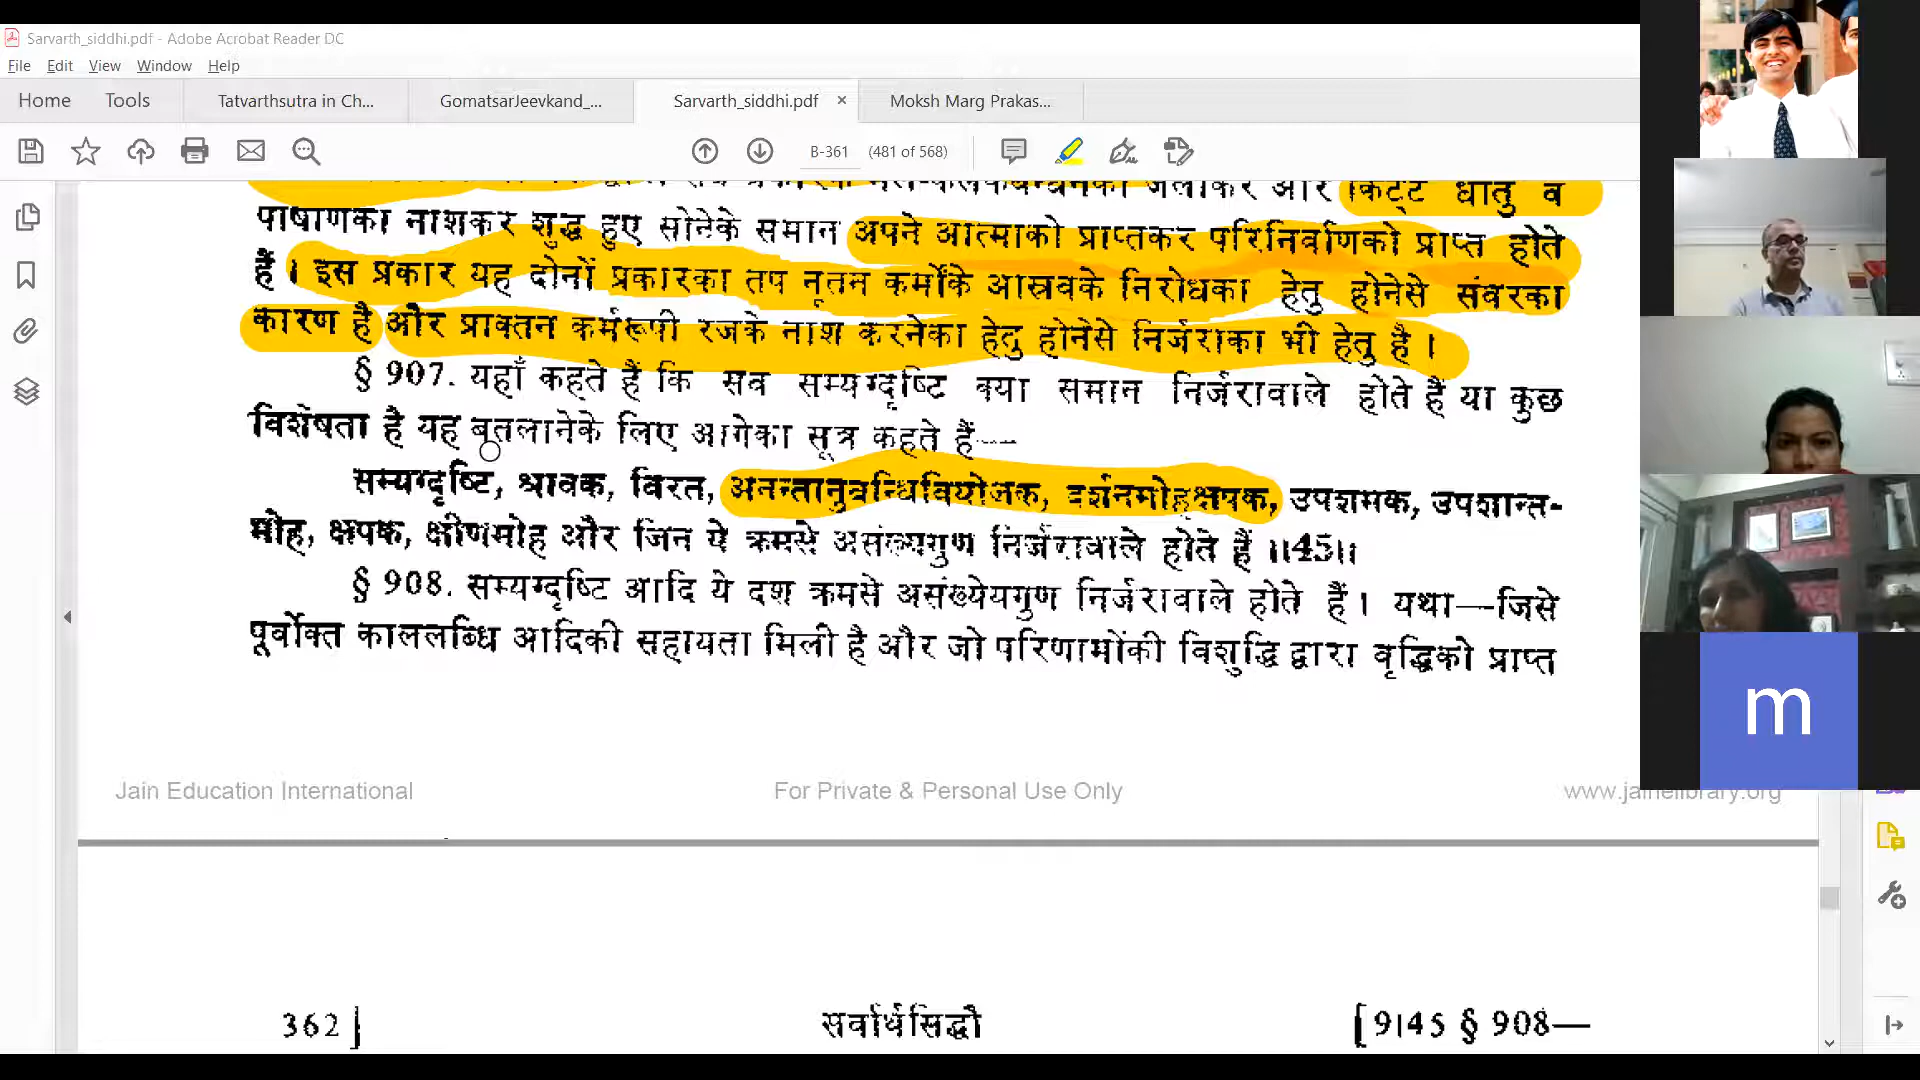 Sarvarth_siddhi.pdf - Adobe Acrobat Reader DC
File Edit View Window Help
Home Tools Tatvarthsutra in Ch... GomatsarJeevkand_... Sarvarth_siddhi.pdf × Moksh Marg Prakas...
B-361 (481 of 568)
जलाकर और किट्ट धातु व
पाषाणका नाशकर शुद्ध हुए सोनेके समान अपने आत्माको प्राप्तकर परिनिर्वाणको प्राप्त होते
हैं । इस प्रकार यह दोनों प्रकारका तप नूतन कर्मोंके आस्रवके निरोधका हेतु होनेसे संवरका
कारण है और प्राक्तन कर्मरूपी रजके नाश करनेका हेतु होनेसे निर्जराका भी हेतु है ।
§ 907. यहाँ कहते हैं कि सब सम्यग्दृष्टि क्या समान निर्जरावाले होते हैं या कुछ
विशेषता है यह बतलानेके लिए आगेका सूत्र कहते हैं—
सम्यग्दृष्टि, श्रावक, विरत, अनन्तानुबन्धिवियोजक, दर्शनमोहक्षपक, उपशमक, उपशान्त-
मोह, क्षपक, क्षीणमोह और जिन ये क्रमसे असंख्यगुण निर्जरावाले होते हैं ।।45।।
§ 908. सम्यग्दृष्टि आदि ये दश क्रमसे असंख्येयगुण निर्जरावाले होते हैं । यथा—जिसे
पूर्वोक्त काललब्धि आदिकी सहायता मिली है और जो परिणामोंकी विशुद्धि द्वारा वृद्धिको प्राप्त
m
Jain Education International For Private & Personal Use Only www.jainelibrary.org
362] सर्वार्थसिद्धौ [9।45 § 908—